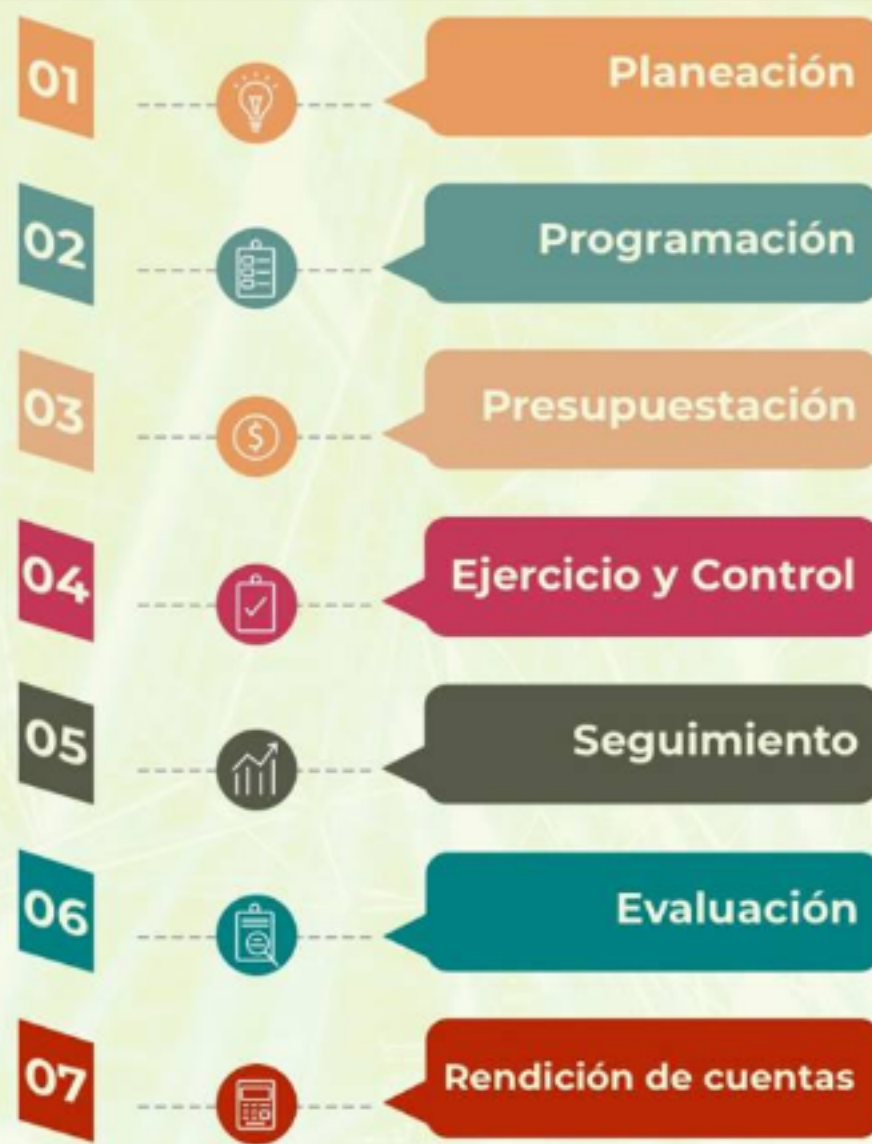 01
Planeación
02
Programación
03
Presupuestación
$
04
Ejercicio y Control
05
Seguimiento
06
Evaluación
07
Rendición de cuentas